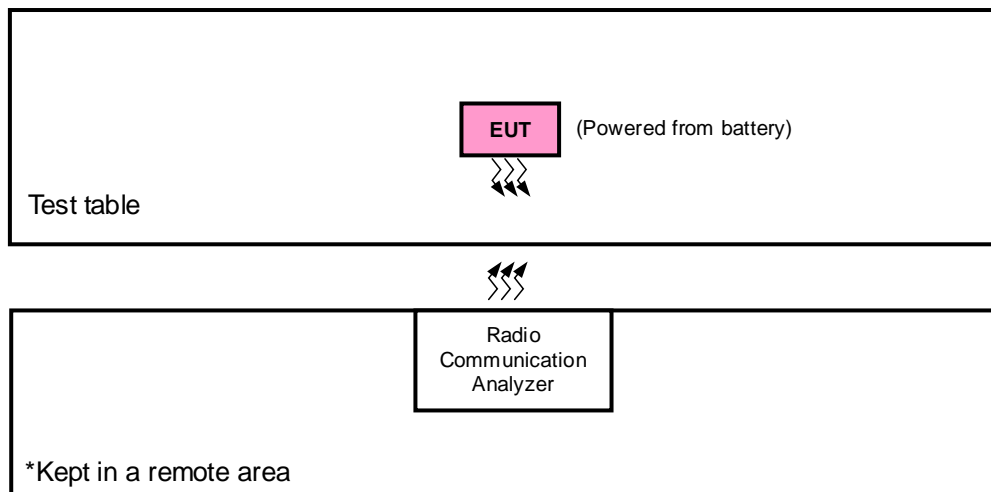 EUT
(Powered from battery)
Test table
Radio
Communication
Analyzer
*Kept in a remote area